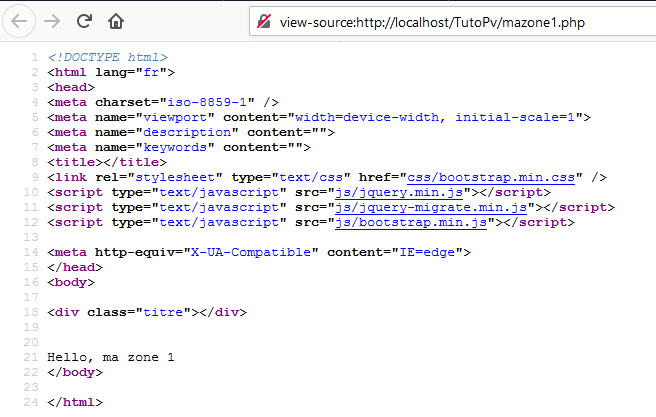 view-source:http://localhost/TutoPv/mazone1.php
1 <!DOCTYPE html>
2 <html lang="fr">
3 <head>
4 <meta charset="iso-8859-1" />
5 <meta name="viewport" content="width=device-width, initial-scale=1">
6 <meta name="description" content="">
7 <meta name="keywords" content="">
8 <title></title>
9 <link rel="stylesheet" type="text/css" href="css/bootstrap.min.css" />
10 <script type="text/javascript" src="js/jquery.min.js"></script>
11 <script type="text/javascript" src="js/jquery-migrate.min.js"></script>
12 <script type="text/javascript" src="js/bootstrap.min.js"></script>
13
14 <meta http-equiv="X-UA-Compatible" content="IE=edge">
15 </head>
16 <body>
17
18 <div class="titre"></div>
19
20
21 Hello, ma zone 1
22 </body>
23
24 </html>